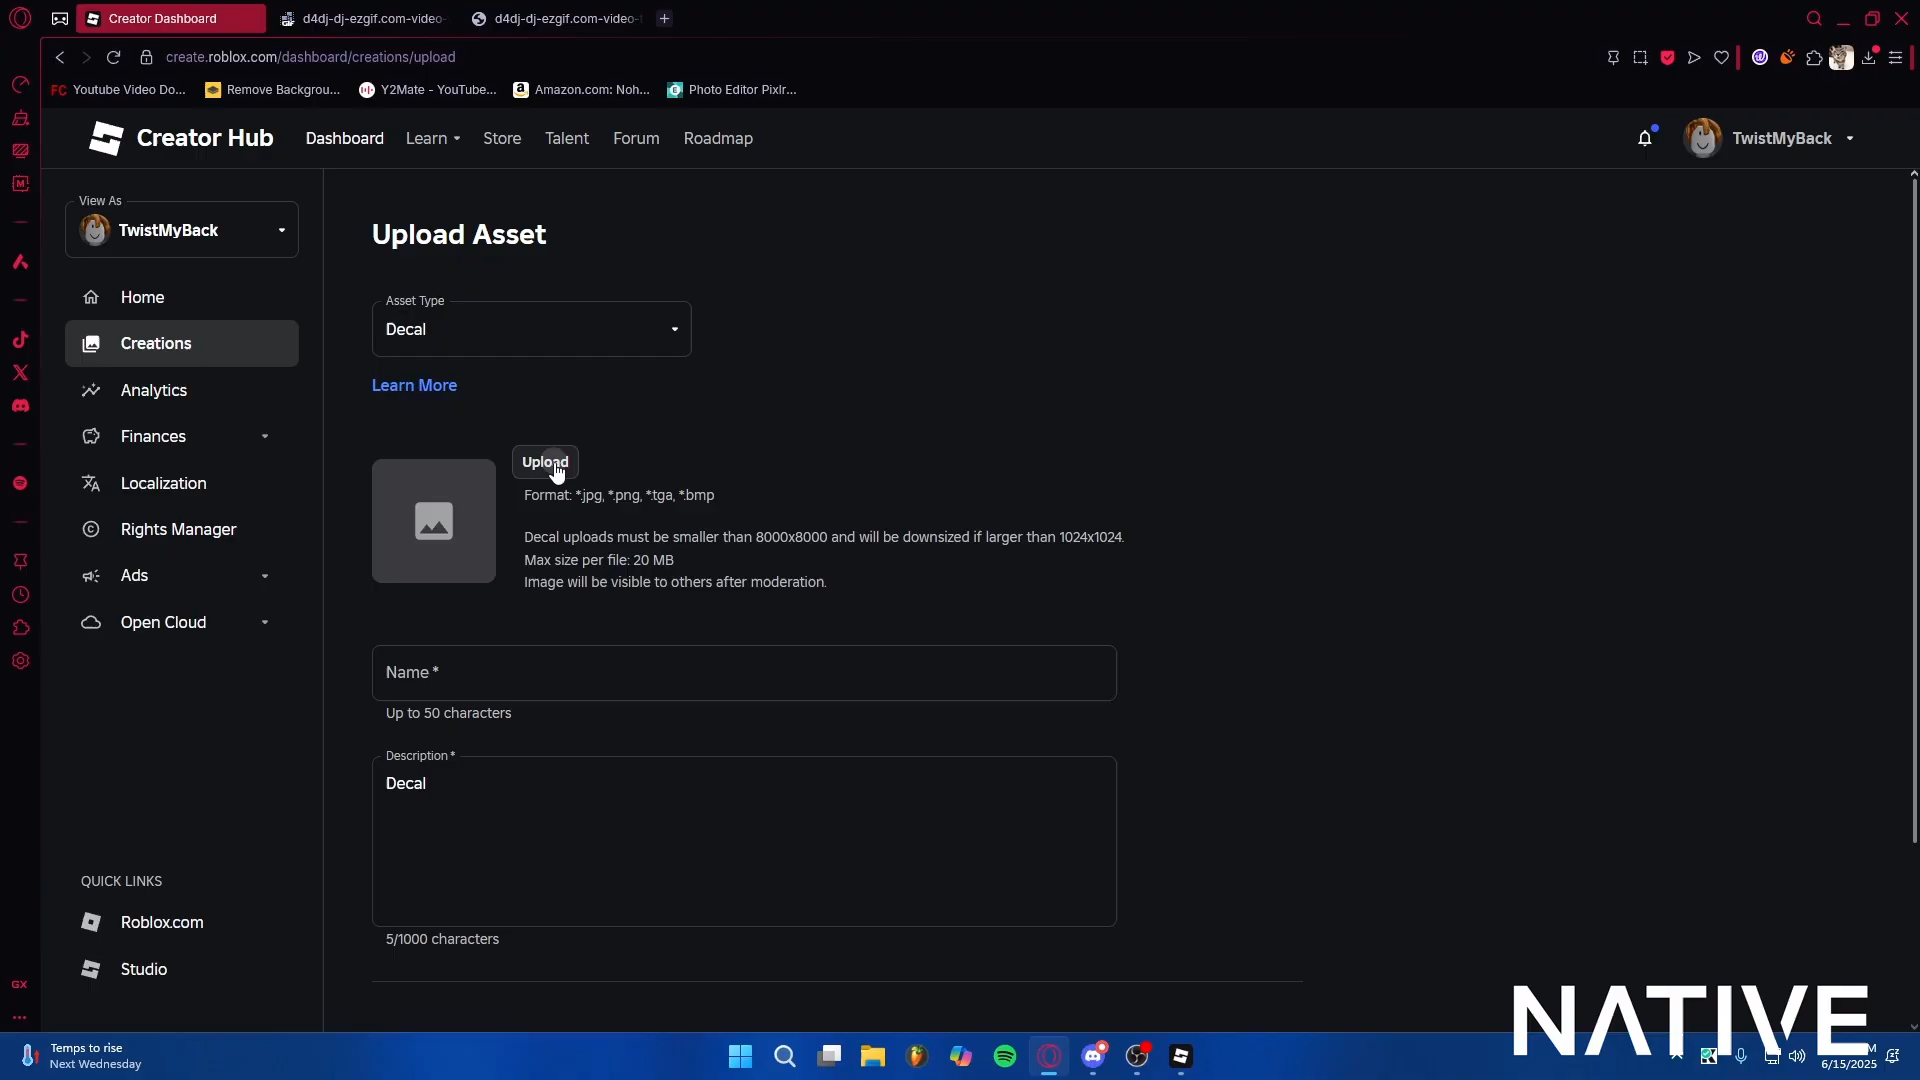 Creator Dashboard
d4dj-dj-ezgif.com-video-
d4dj-dj-ezgif.com-video-
create.roblox.com/dashboard/creations/upload
FC Youtube Video Do...
Remove Backgrou...
Y2Mate - YouTube...
Amazon.com: Noh...
Photo Editor Pixlr...
Creator Hub
Dashboard
Learn
Store
Talent
Forum
Roadmap
TwistMyBack
View As
TwistMyBack
Home
Creations
Analytics
Finances
Localization
Rights Manager
Ads
Open Cloud
QUICK LINKS
Roblox.com
Studio
Upload Asset
Asset Type
Decal
Learn More
Upload
Format: *.jpg, *.png, *.tga, *.bmp
Decal uploads must be smaller than 8000x8000 and will be downsized if larger than 1024x1024.
Max size per file: 20 MB
Image will be visible to others after moderation.
Name *
Up to 50 characters
Description *
Decal
5/1000 characters
GX
NATIVE
Temps to rise
Next Wednesday
6/15/2025